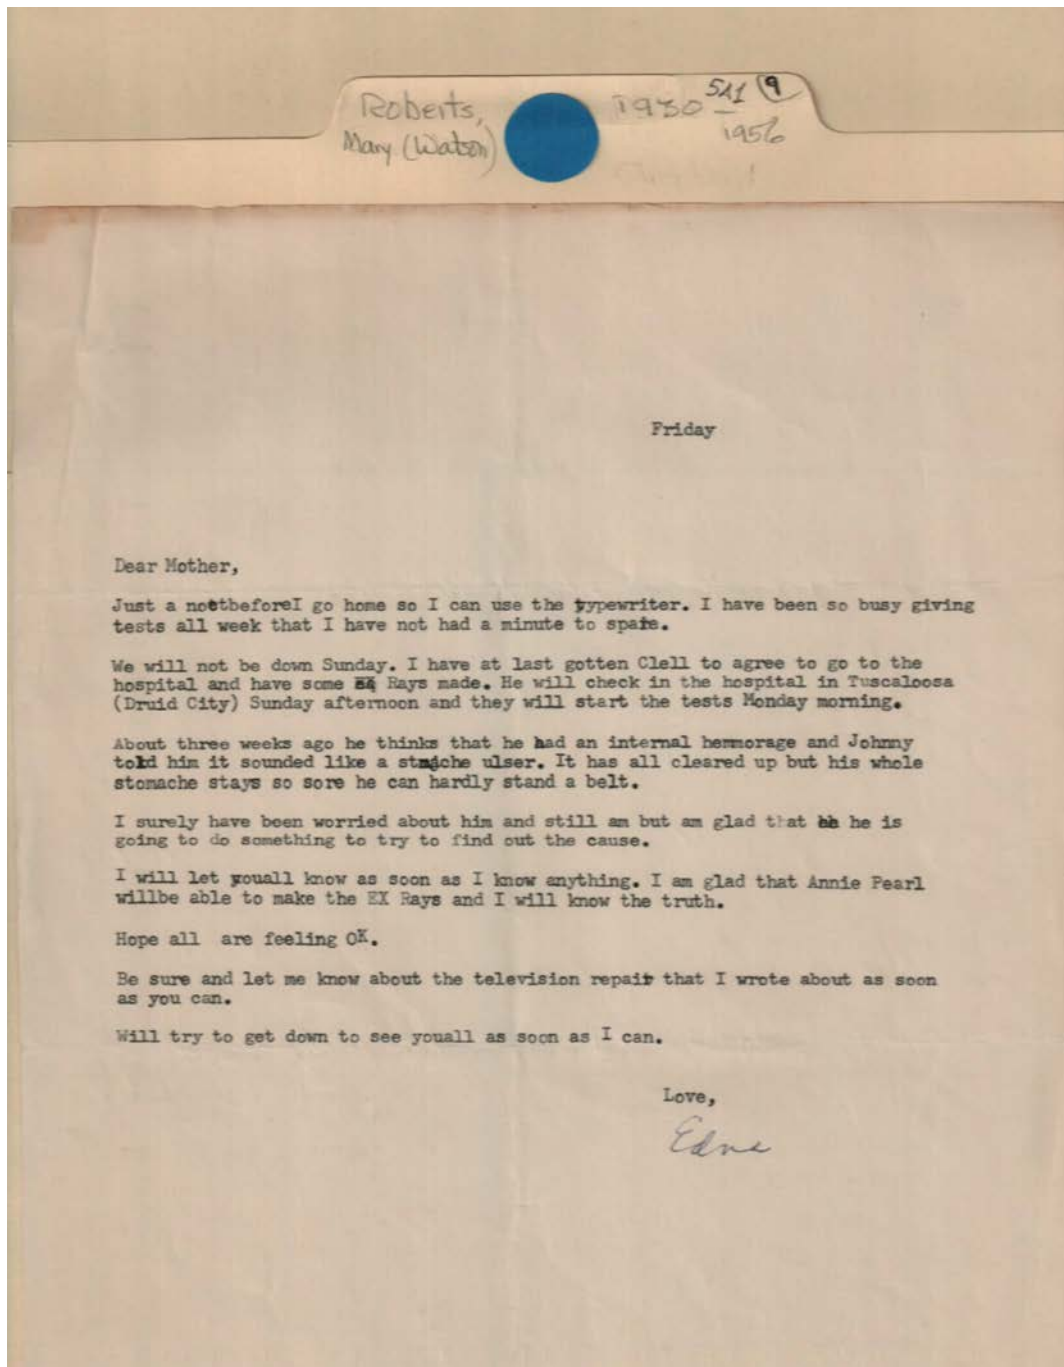 Roberts,
Mary (Watson)
1930 –
1956
5A1 9
Friday
Dear Mother,
Just a notbeforeI go home so I can use the typewriter. I have been so busy giving
tests all week that I have not had a minute to spare.
We will not be down Sunday. I have at last gotten Clell to agree to go to the
hospital and have some Rays made. He will check in the hospital in Tuscaloosa
(Druid City) Sunday afternoon and they will start the tests Monday morning.
About three weeks ago he thinks that he had an internal hemmorage and Johnny
told him it sounded like a ulser. It has all cleared up but his whole
stomache stays so sore he can hardly stand a belt.
I surely have been worried about him and still am but am glad that he is
going to do something to try to find out the cause.
I will let youall know as soon as I know anything. I am glad that Annie Pearl
willbe able to make the EX Rays and I will know the truth.
Hope all are feeling OK.
Be sure and let me know about the television repair that I wrote about as soon
as you can.
Will try to get down to see youall as soon as I can.
Love,
Edna